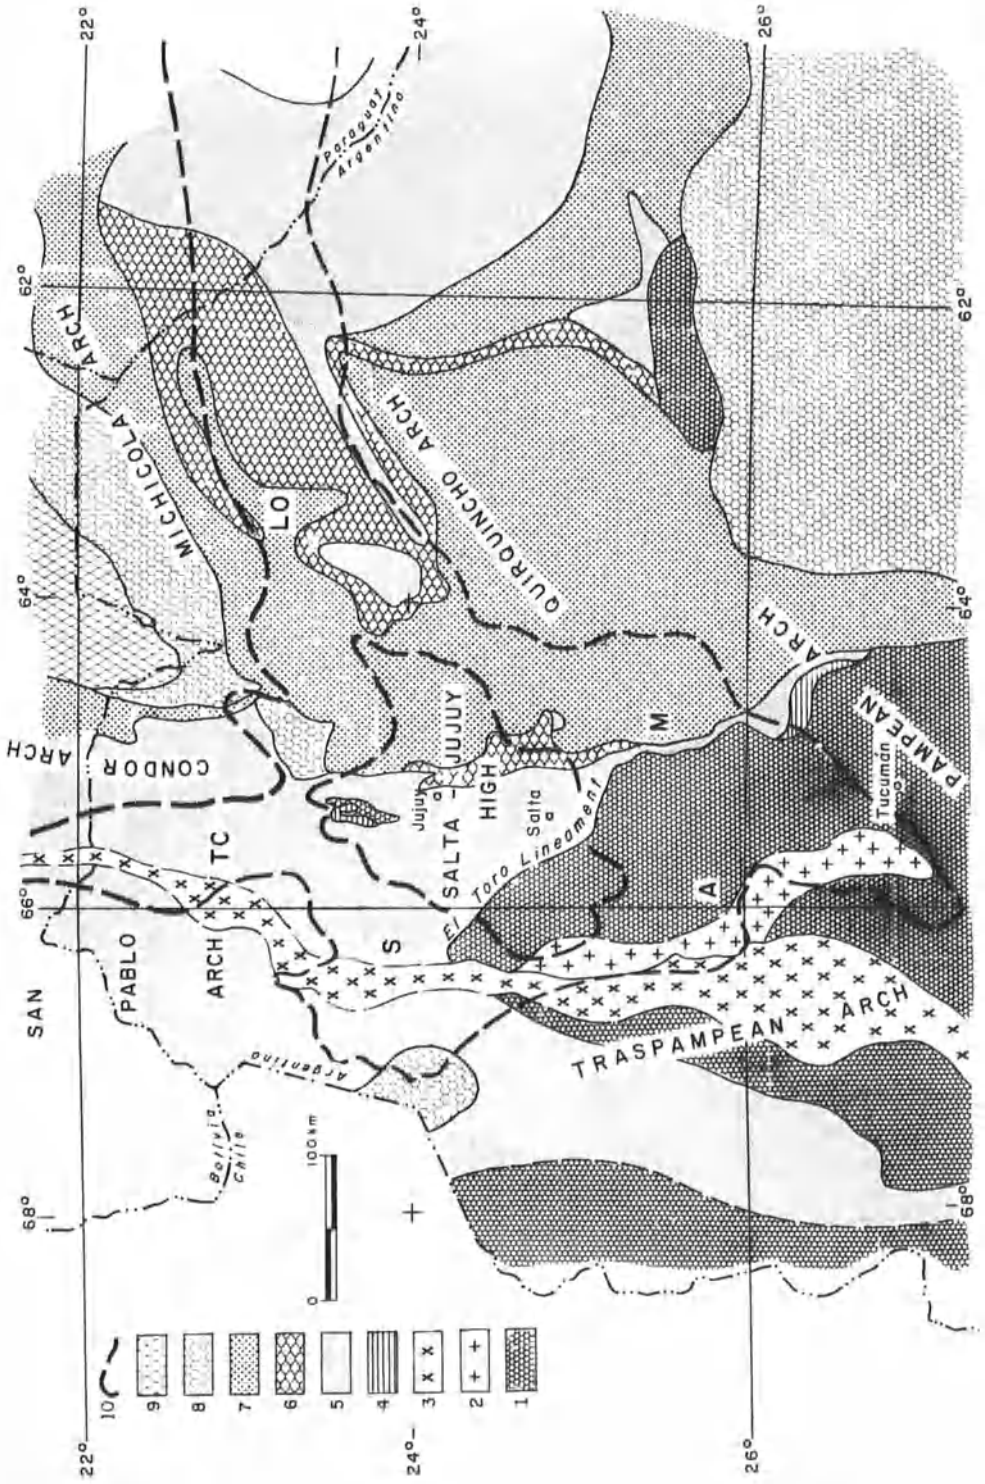 22°
24°
26°
62°
62°
64°
64°
66°
68°
68°
22°
24°
26°
MICHICOLA ARCH
QUIRQUINCHO ARCH
PAMPEAN ARCH
TRASPAMPEAN ARCH
SAN PABLO ARCH
CONDOR ARCH
SALTA - JUJUY HIGH
El Toro Lineament
LO
TC
S
M
A
Jujuy
Salta
Tucumán
Paraguay
Argentina
Argentina
Bolivia
Chile
0
100 km
10
9
8
7
6
5
4
3
2
1